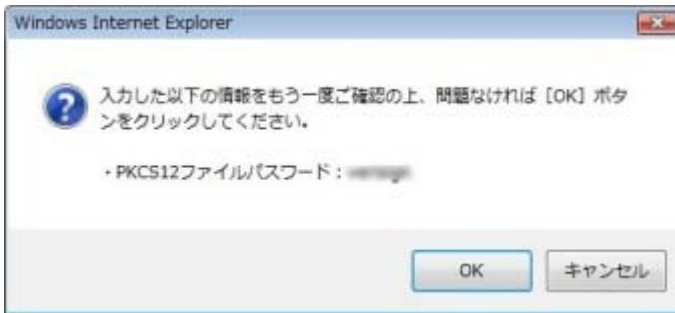 Windows Internet Explorer
入力した以下の情報をもう一度ご確認の上、問題なければ [OK] ボタ
ンをクリックしてください。
・PKCS12ファイルパスワード：
OK
キャンセル